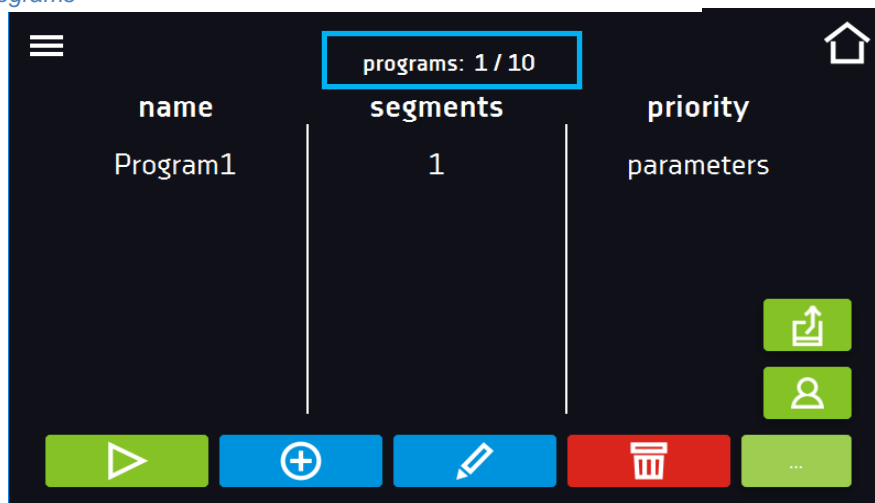 programs: 1 / 10
name segments priority
Program1 1 parameters
...